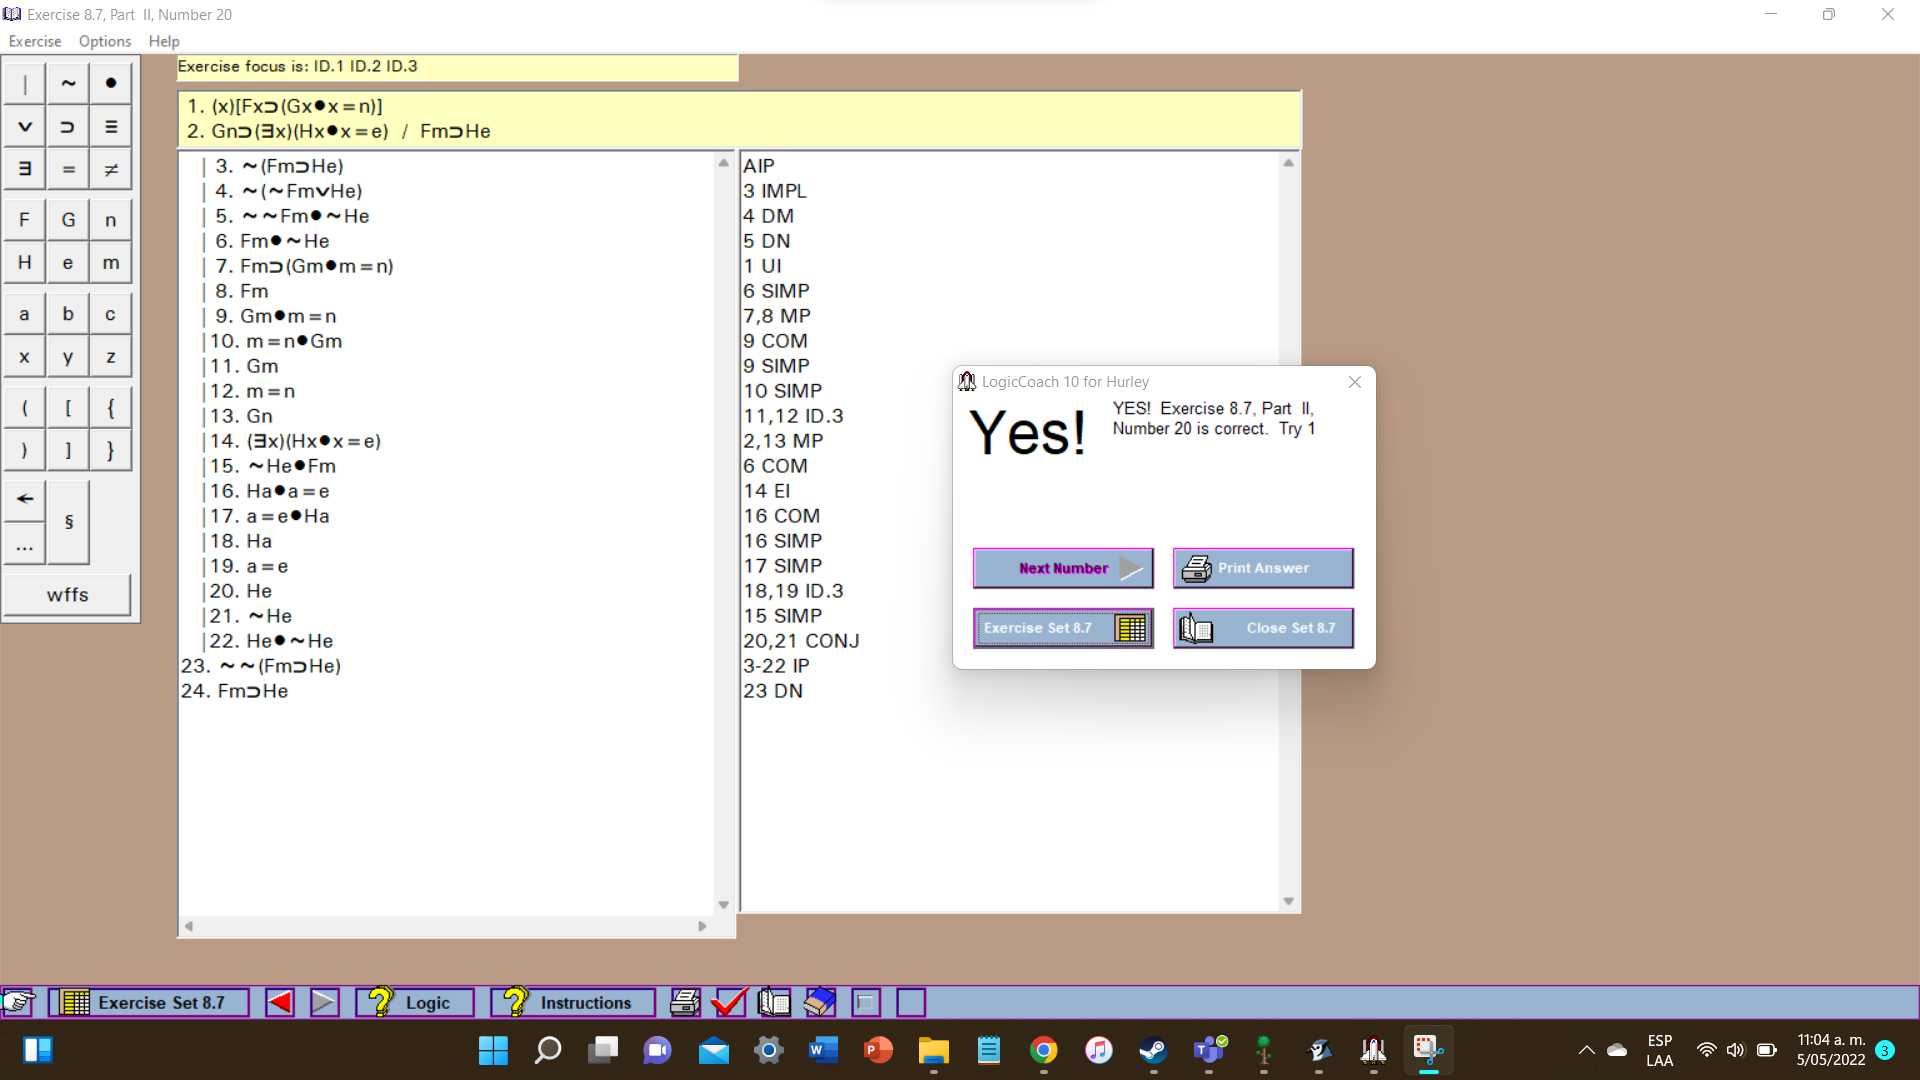 Exercise 8.7, Part  II, Number 20
Exercise Options Help
Exercise focus is: ID.1 ID.2 ID.3
| ~ ●
v ⊃ ≡
∃ = ≠
F G n
H e m
a b c
x y z
( [ {
) ] }
← §
...
wffs
1. (x)[Fx⊃(Gx●x=n)]
2. Gn⊃(∃x)(Hx●x=e)  /  Fm⊃He
| 3. ~(Fm⊃He) AIP
| 4. ~(~FmvHe) 3 IMPL
| 5. ~~Fm●~He 4 DM
| 6. Fm●~He 5 DN
| 7. Fm⊃(Gm●m=n) 1 UI
| 8. Fm 6 SIMP
| 9. Gm●m=n 7,8 MP
|10. m=n●Gm 9 COM
|11. Gm 9 SIMP
|12. m=n 10 SIMP
|13. Gn 11,12 ID.3
|14. (∃x)(Hx●x=e) 2,13 MP
|15. ~He●Fm 6 COM
|16. Ha●a=e 14 EI
|17. a=e●Ha 16 COM
|18. Ha 16 SIMP
|19. a=e 17 SIMP
|20. He 18,19 ID.3
|21. ~He 15 SIMP
|22. He●~He 20,21 CONJ
23. ~~(Fm⊃He) 3-22 IP
24. Fm⊃He 23 DN
LogicCoach 10 for Hurley
Yes!
YES!  Exercise 8.7, Part  II,
Number 20 is correct.  Try 1
Next Number
Print Answer
Exercise Set 8.7
Close Set 8.7
Exercise Set 8.7
Logic
Instructions
ESP
LAA
11:04 a. m.
5/05/2022
3